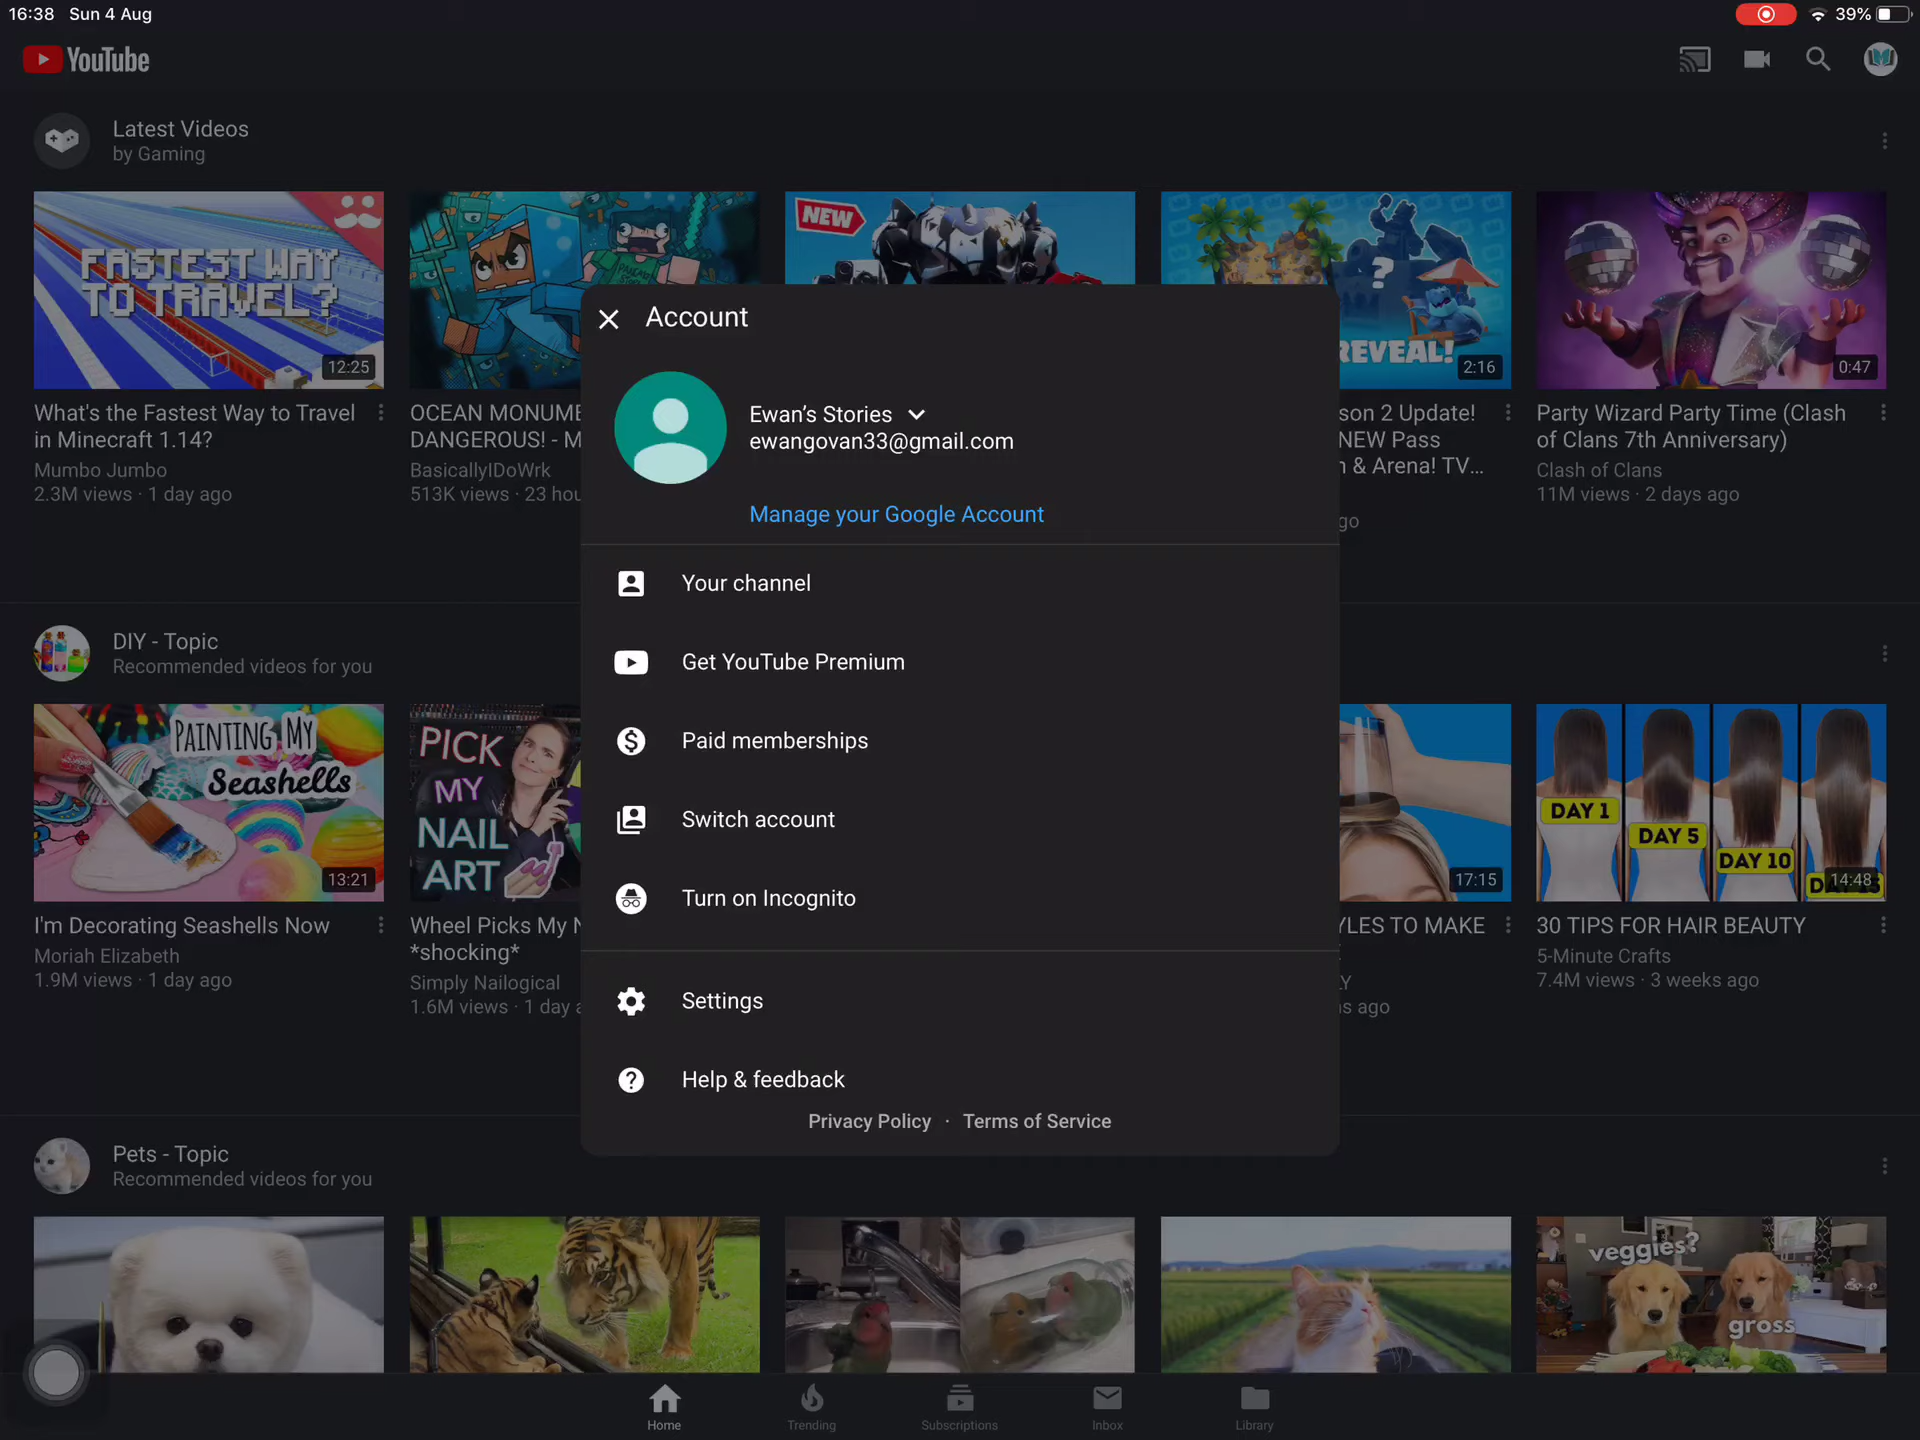 16:38 Sun 4 Aug
39%
YouTube
Latest Videos
by Gaming
FASTEST WAY
TO TRAVEL?
12:25
What's the Fastest Way to Travel
in Minecraft 1.14?
Mumbo Jumbo
2.3M views · 1 day ago
OCEAN MONUME
DANGEROUS! - M
BasicallyIDoWrk
513K views · 23 hou
NEW
?
REVEAL!
2:16
son 2 Update!
NEW Pass
n & Arena! TV...
go
0:47
Party Wizard Party Time (Clash
of Clans 7th Anniversary)
Clash of Clans
11M views · 2 days ago
Account
Ewan's Stories
ewangovan33@gmail.com
Manage your Google Account
Your channel
Get YouTube Premium
Paid memberships
Switch account
Turn on Incognito
Settings
Help & feedback
Privacy Policy · Terms of Service
DIY - Topic
Recommended videos for you
PAINTING MY
Seashells
13:21
I'm Decorating Seashells Now
Moriah Elizabeth
1.9M views · 1 day ago
PICK
MY
NAIL
ART
Wheel Picks My N
*shocking*
Simply Nailogical
1.6M views · 1 day a
17:15
YLES TO MAKE
Y
s ago
DAY 1
DAY 5
DAY 10
14:48
30 TIPS FOR HAIR BEAUTY
5-Minute Crafts
7.4M views · 3 weeks ago
Pets - Topic
Recommended videos for you
veggies?
gross
Home
Trending
Subscriptions
Inbox
Library